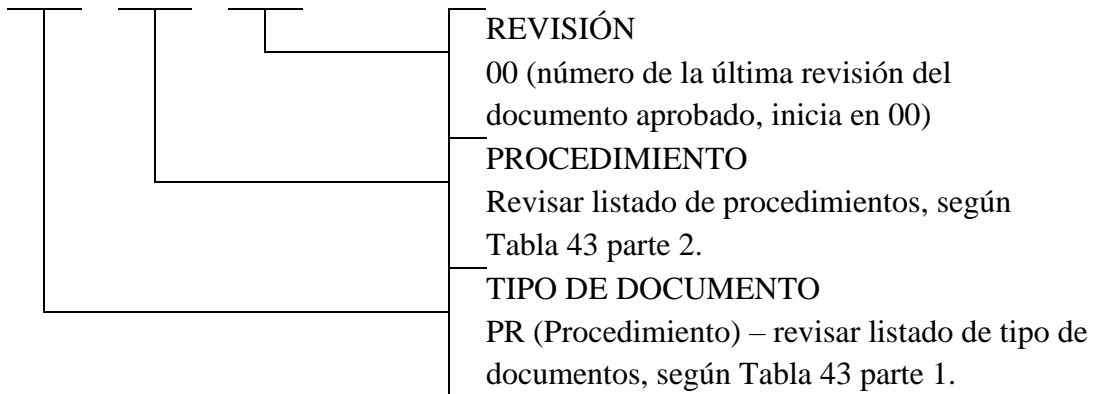 REVISIÓN
00 (número de la última revisión del
documento aprobado, inicia en 00)
PROCEDIMIENTO
Revisar listado de procedimientos, según
Tabla 43 parte 2.
TIPO DE DOCUMENTO
PR (Procedimiento) – revisar listado de tipo de
documentos, según Tabla 43 parte 1.